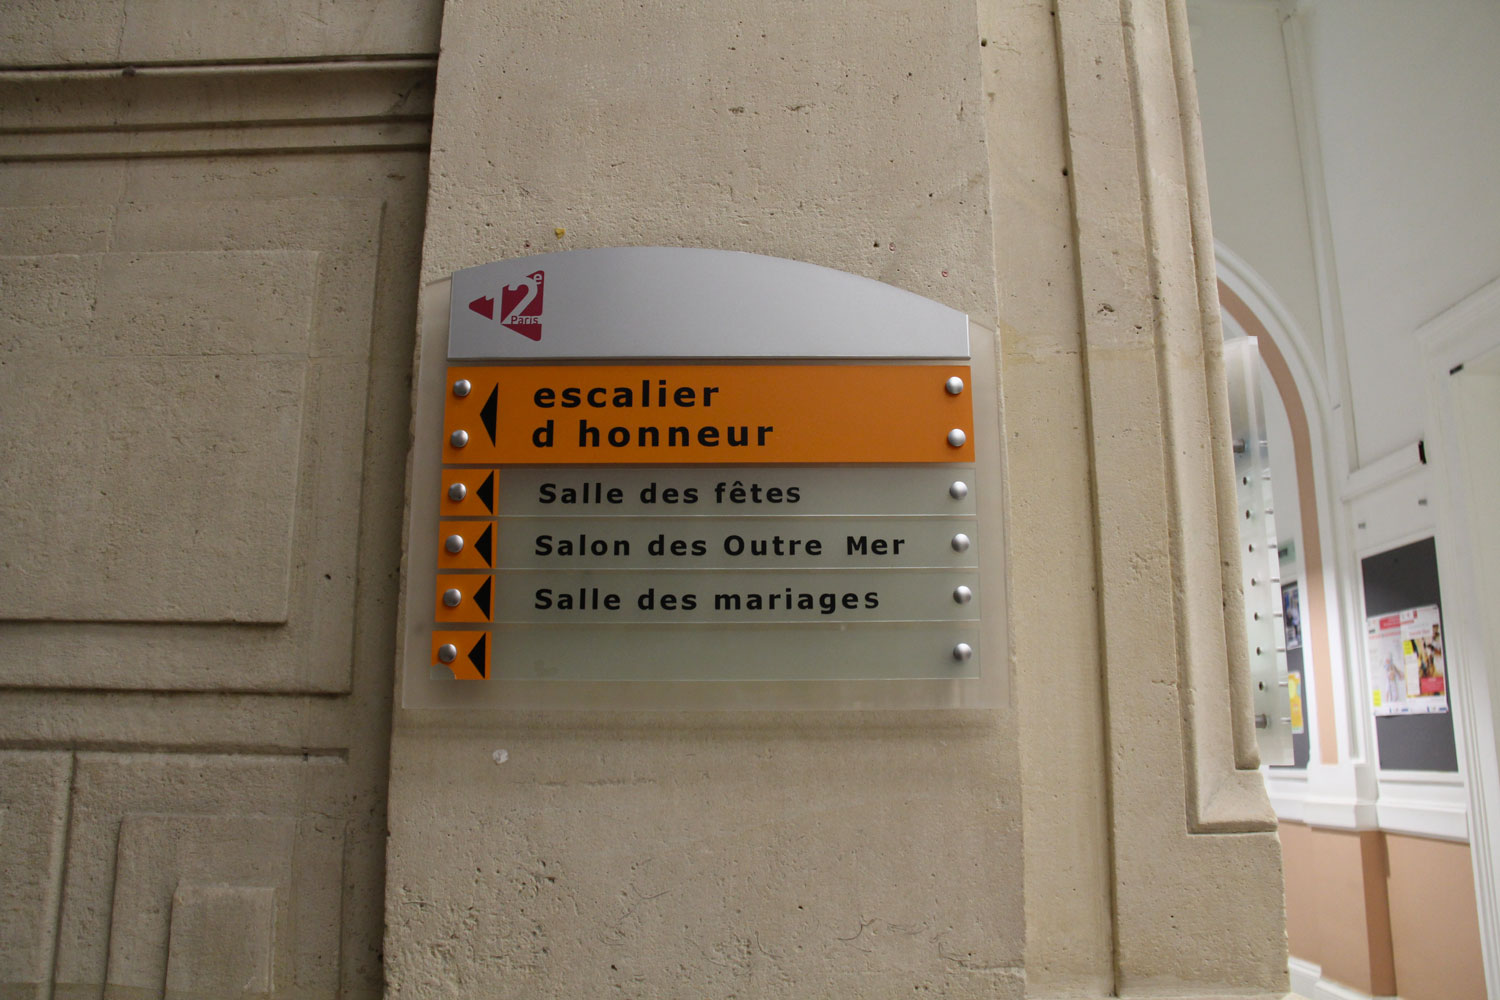 12e
Paris
escalier
d honneur
Salle des fêtes
Salon des Outre Mer
Salle des mariages